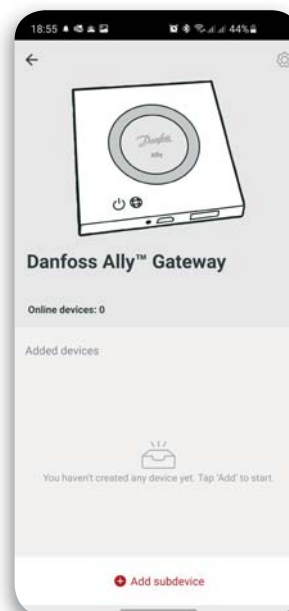 18:55
44%
Danfoss
Ally
Danfoss Ally™ Gateway
Online devices: 0
Added devices
You haven't created any device yet. Tap 'Add' to start.
Add subdevice